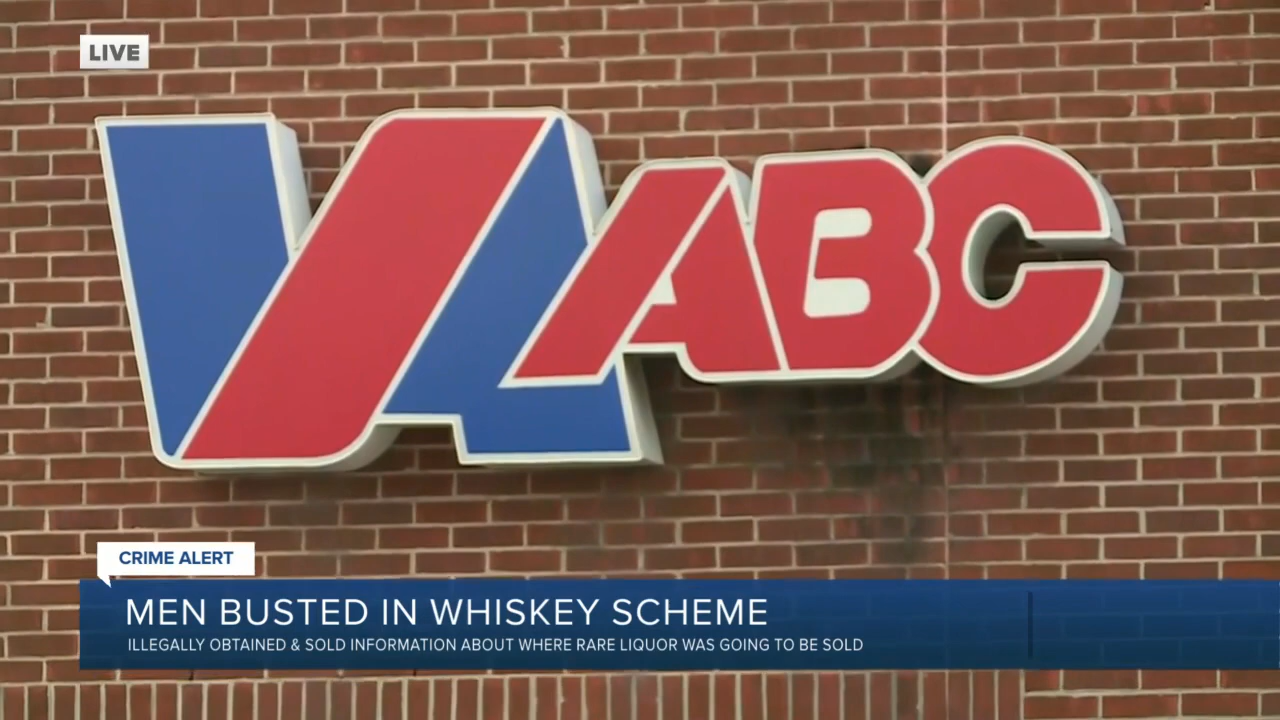 LIVE
VA ABC
CRIME ALERT
MEN BUSTED IN WHISKEY SCHEME
ILLEGALLY OBTAINED & SOLD INFORMATION ABOUT WHERE RARE LIQUOR WAS GOING TO BE SOLD